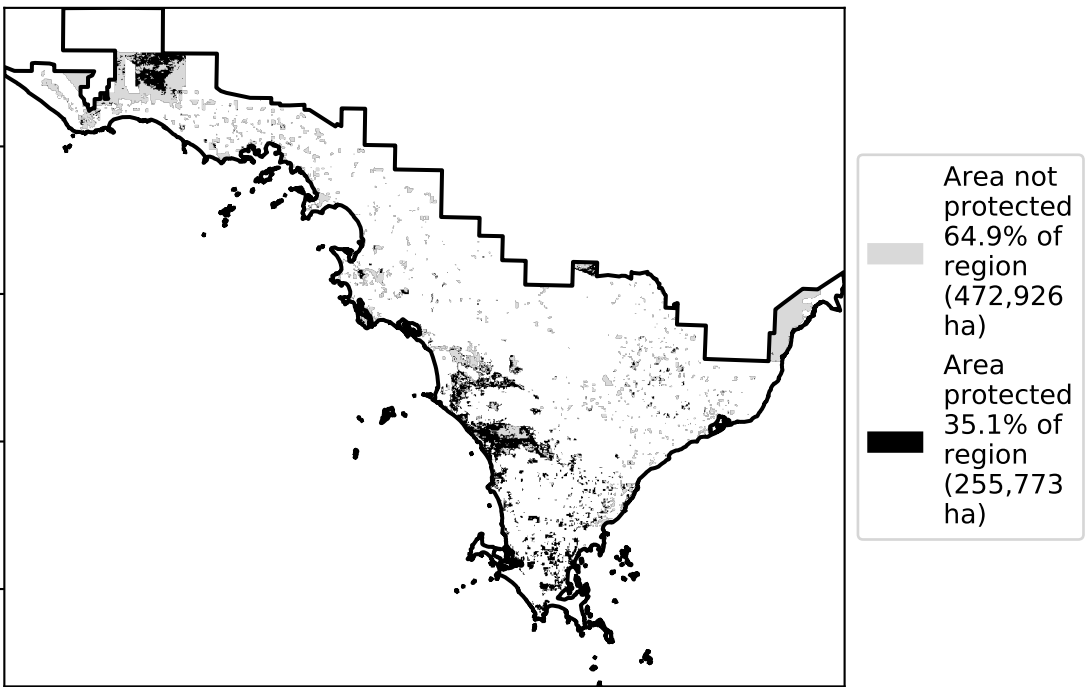 Area not
protected
64.9% of
region
(472,926
ha)
Area
protected
35.1% of
region
(255,773
ha)